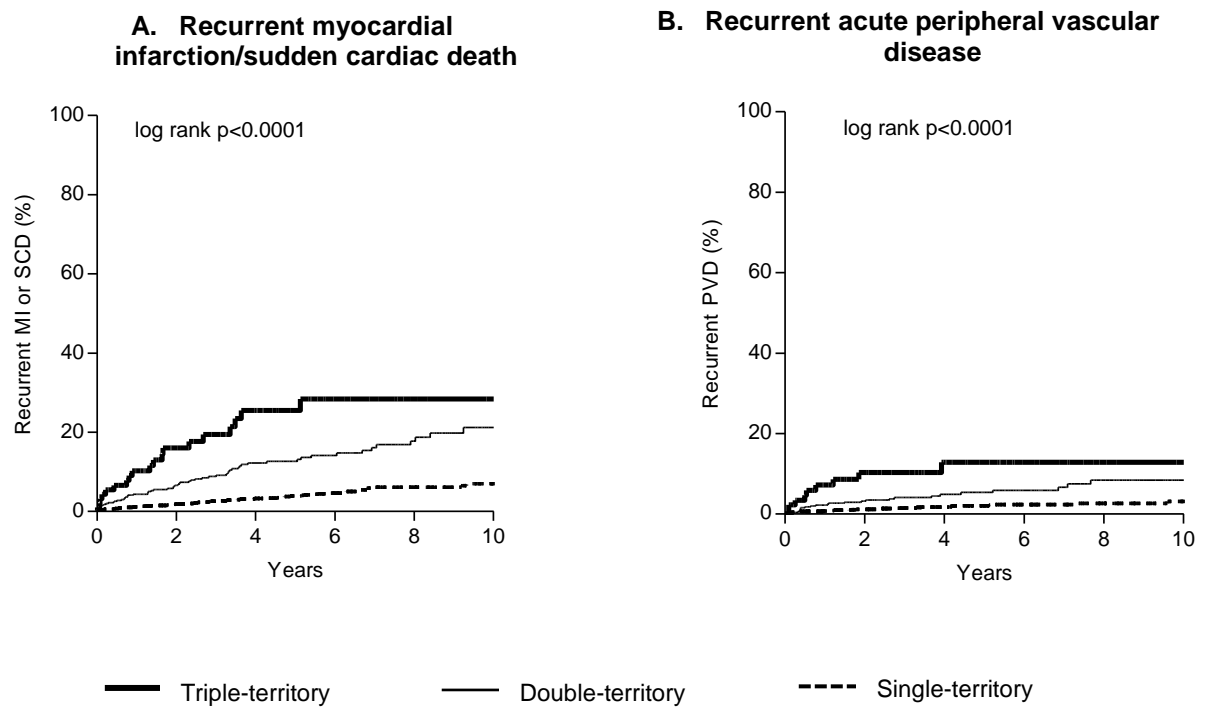 A. Recurrent myocardial
infarction/sudden cardiac death
log rank p<0.0001
Recurrent MI or SCD (%)
100
80
60
40
20
0
0 2 4 6 8 10
Years
B. Recurrent acute peripheral vascular
disease
log rank p<0.0001
Recurrent PVD (%)
100
80
60
40
20
0
0 2 4 6 8 10
Years
Triple-territory Double-territory Single-territory